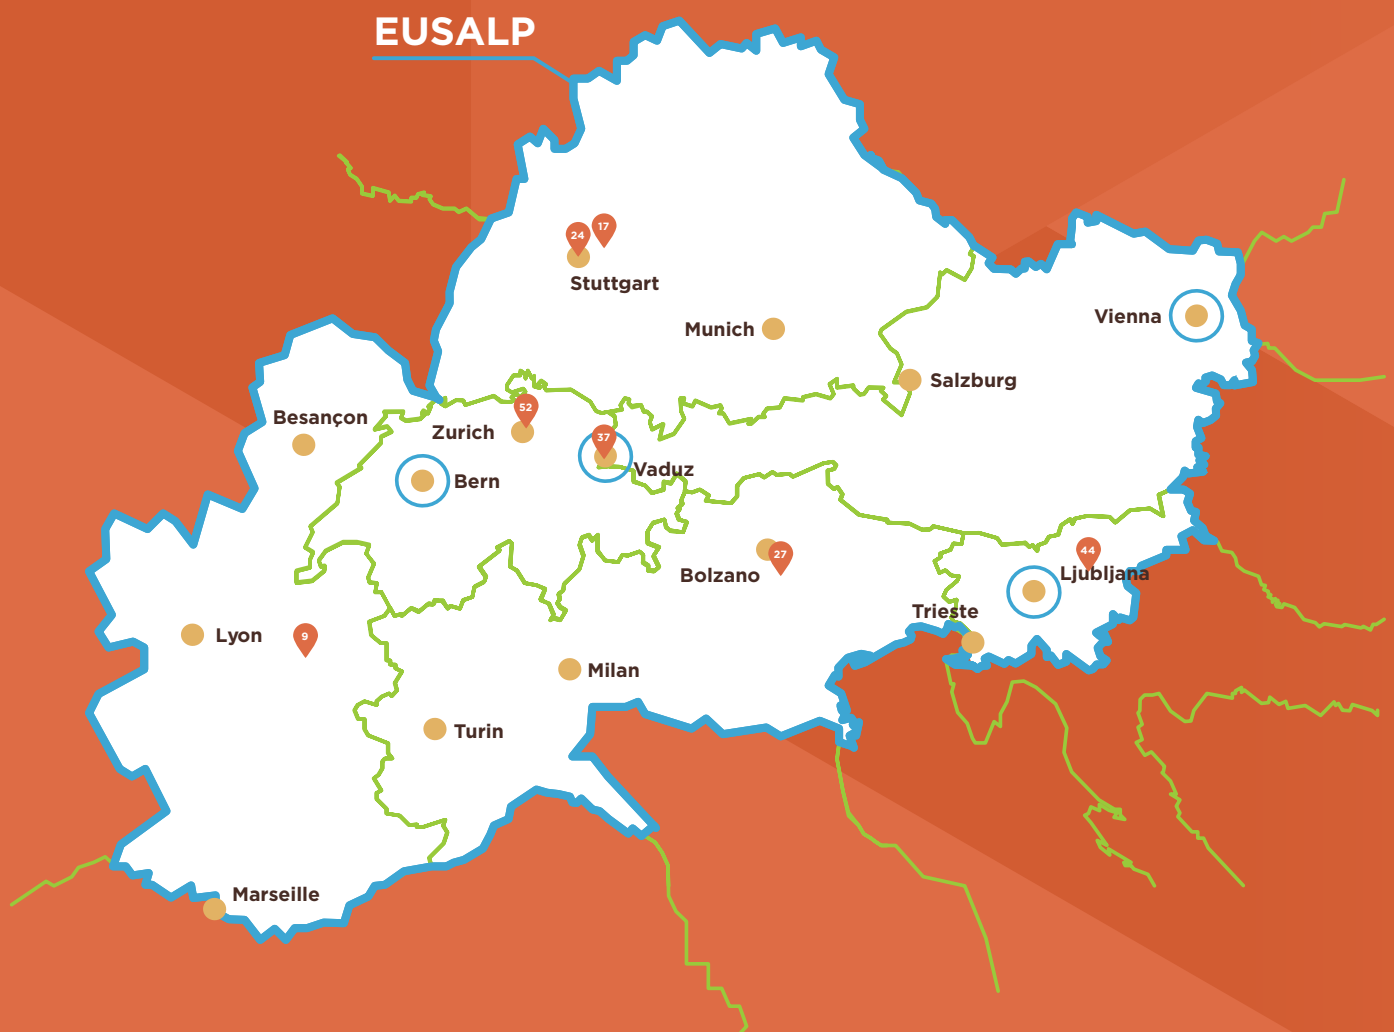 EUSALP
17
24
Stuttgart
Vienna
Munich
Salzburg
52
Besançon
Zurich
37
Vaduz
Bern
44
27
Ljubljana
Bolzano
Trieste
Lyon
9
Milan
Turin
Marseille